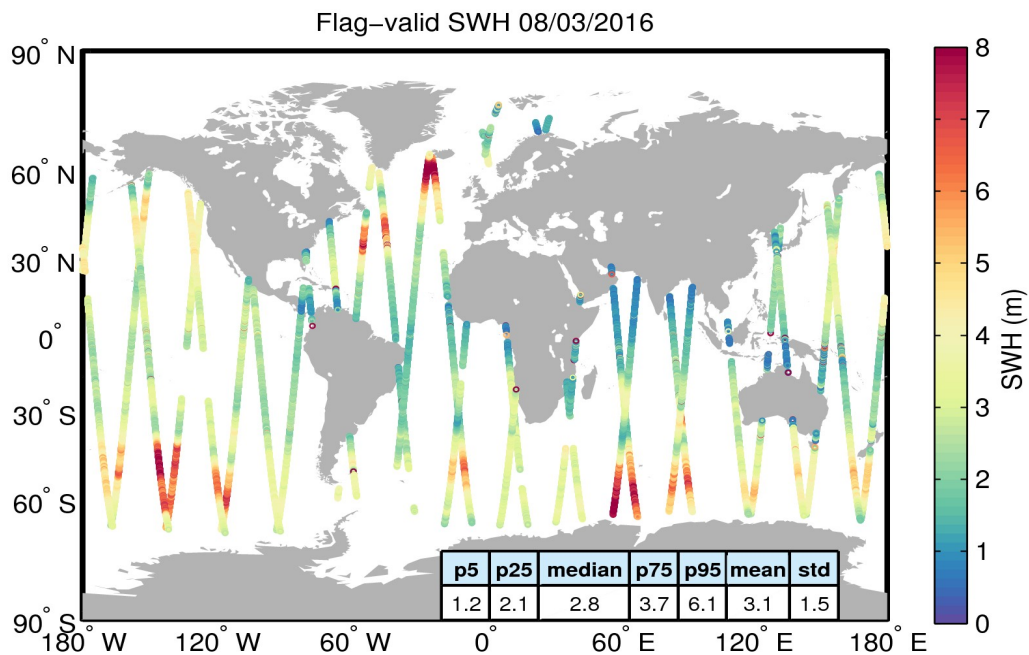 Flag−valid SWH 08/03/2016
90° N
60° N
30° N
0°
30° S
60° S
90° S
180° W
120° W
60° W
0°
60° E
120° E
180° E
p5 p25 median p75 p95 mean std
1.2 2.1 2.8 3.7 6.1 3.1 1.5
8
7
6
5
4
3
2
1
0
SWH (m)